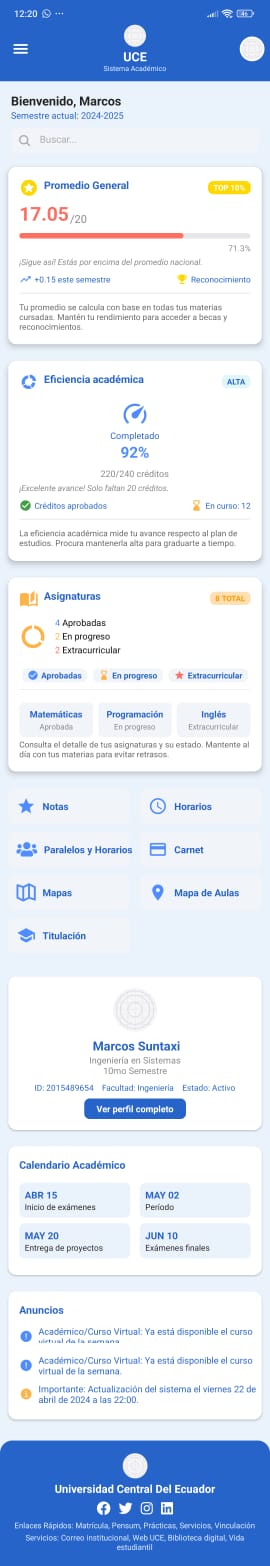 12:20
46
UCE
Sistema Académico
Bienvenido, Marcos
Semestre actual: 2024-2025
Buscar...
Promedio General
TOP 10%
17.05/20
71.3%
¡Sigue así! Estás por encima del promedio nacional.
+0.15 este semestre
Reconocimiento
Tu promedio se calcula con base en todas tus materias
cursadas. Mantén tu rendimiento para acceder a becas y
reconocimientos.
Eficiencia académica
ALTA
Completado
92%
220/240 créditos
¡Excelente avance! Solo faltan 20 créditos.
Créditos aprobados
En curso: 12
La eficiencia académica mide tu avance respecto al plan de
estudios. Procura mantenerla alta para graduarte a tiempo.
Asignaturas
8 TOTAL
4 Aprobadas
2 En progreso
2 Extracurricular
Aprobadas
En progreso
Extracurricular
Matemáticas
Aprobada
Programación
En progreso
Inglés
Extracurricular
Consulta el detalle de tus asignaturas y su estado. Mantente al
día con tus materias para evitar retrasos.
Notas
Horarios
Paralelos y Horarios
Carnet
Mapas
Mapa de Aulas
Titulación
Marcos Suntaxi
Ingeniería en Sistemas
10mo Semestre
ID: 2015489654 Facultad: Ingeniería Estado: Activo
Ver perfil completo
Calendario Académico
ABR 15
Inicio de exámenes
MAY 02
Período
MAY 20
Entrega de proyectos
JUN 10
Exámenes finales
Anuncios
Académico/Curso Virtual: Ya está disponible el curso
virtual de la semana.
Académico/Curso Virtual: Ya está disponible el curso
virtual de la semana.
Importante: Actualización del sistema el viernes 22 de
abril de 2024 a las 22:00.
Universidad Central Del Ecuador
Enlaces Rápidos: Matrícula, Pensum, Prácticas, Servicios, Vinculación
Servicios: Correo institucional, Web UCE, Biblioteca digital, Vida
estudiantil